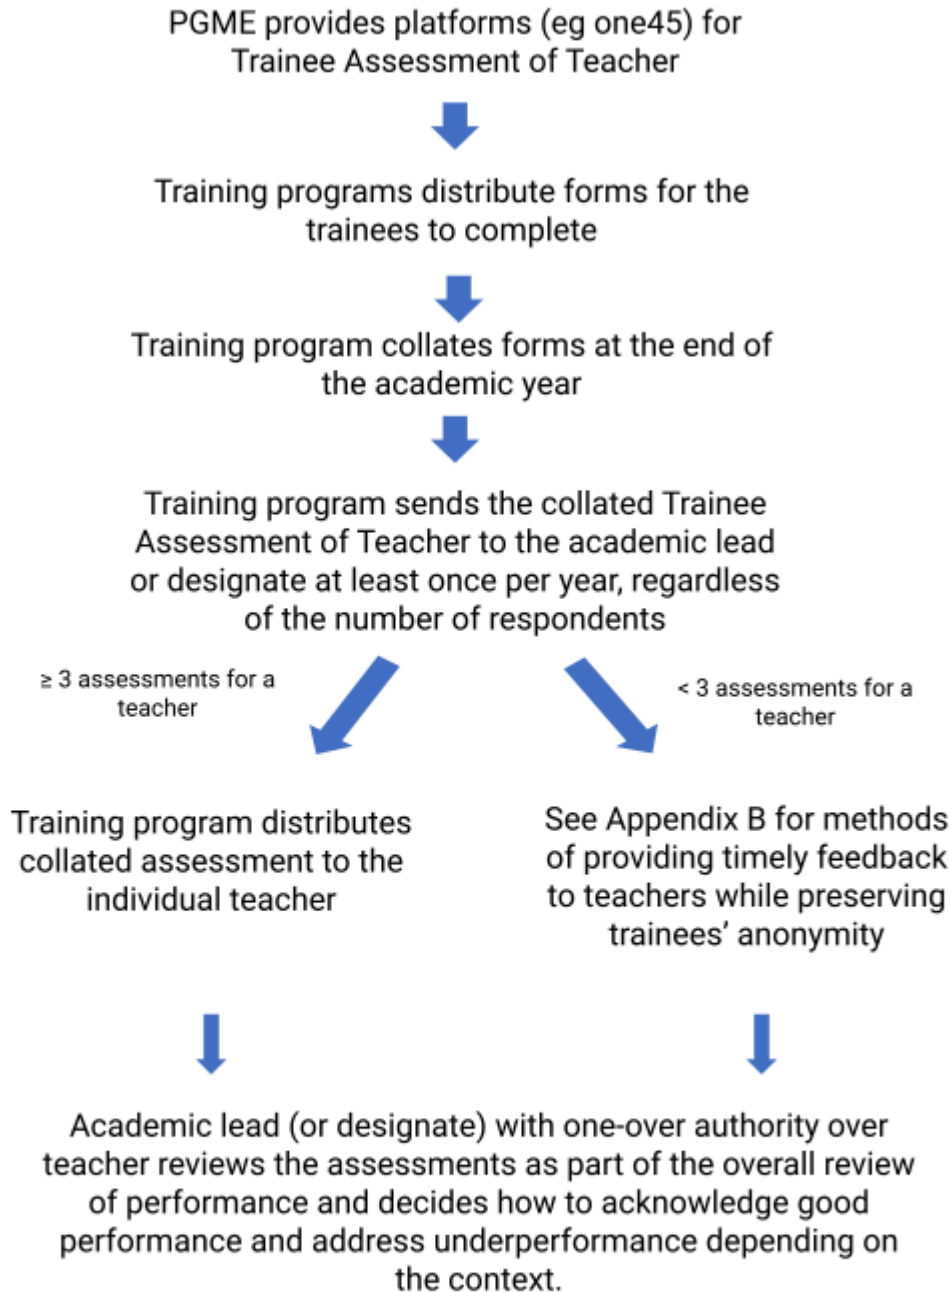 PGME provides platforms (eg one45) for
Trainee Assessment of Teacher
Training programs distribute forms for the
trainees to complete
Training program collates forms at the end of
the academic year
Training program sends the collated Trainee
Assessment of Teacher to the academic lead
or designate at least once per year, regardless
of the number of respondents
≥ 3 assessments for a
teacher
< 3 assessments for a
teacher
Training program distributes
collated assessment to the
individual teacher
See Appendix B for methods
of providing timely feedback
to teachers while preserving
trainees’ anonymity
Academic lead (or designate) with one-over authority over
teacher reviews the assessments as part of the overall review
of performance and decides how to acknowledge good
performance and address underperformance depending on
the context.